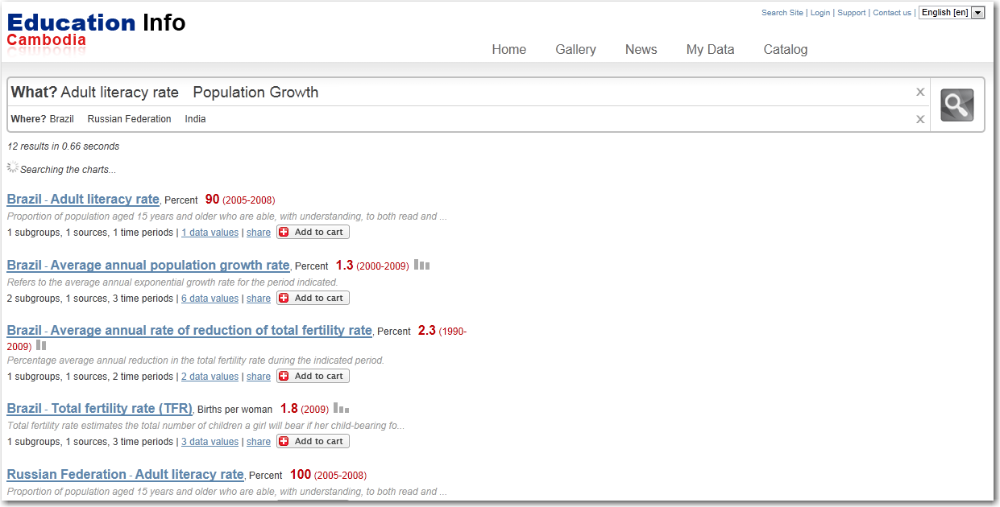 Education Info
Cambodia
Search Site | Login | Support | Contact us | English [en]
Home Gallery News My Data Catalog
What? Adult literacy rate Population Growth X
Where? Brazil Russian Federation India X
12 results in 0.66 seconds
Searching the charts...
Brazil - Adult literacy rate, Percent 90 (2005-2008)
Proportion of population aged 15 years and older who are able, with understanding, to both read and ...
1 subgroups, 1 sources, 1 time periods | 1 data values | share Add to cart
Brazil - Average annual population growth rate, Percent 1.3 (2000-2009)
Refers to the average annual exponential growth rate for the period indicated.
2 subgroups, 1 sources, 3 time periods | 6 data values | share Add to cart
Brazil - Average annual rate of reduction of total fertility rate, Percent 2.3 (1990-
2009)
Percentage average annual reduction in the total fertility rate during the indicated period.
1 subgroups, 1 sources, 2 time periods | 2 data values | share Add to cart
Brazil - Total fertility rate (TFR), Births per woman 1.8 (2009)
Total fertility rate estimates the total number of children a girl will bear if her child-bearing fo...
1 subgroups, 1 sources, 3 time periods | 3 data values | share Add to cart
Russian Federation - Adult literacy rate, Percent 100 (2005-2008)
Proportion of population aged 15 years and older who are able, with understanding, to both read and ...